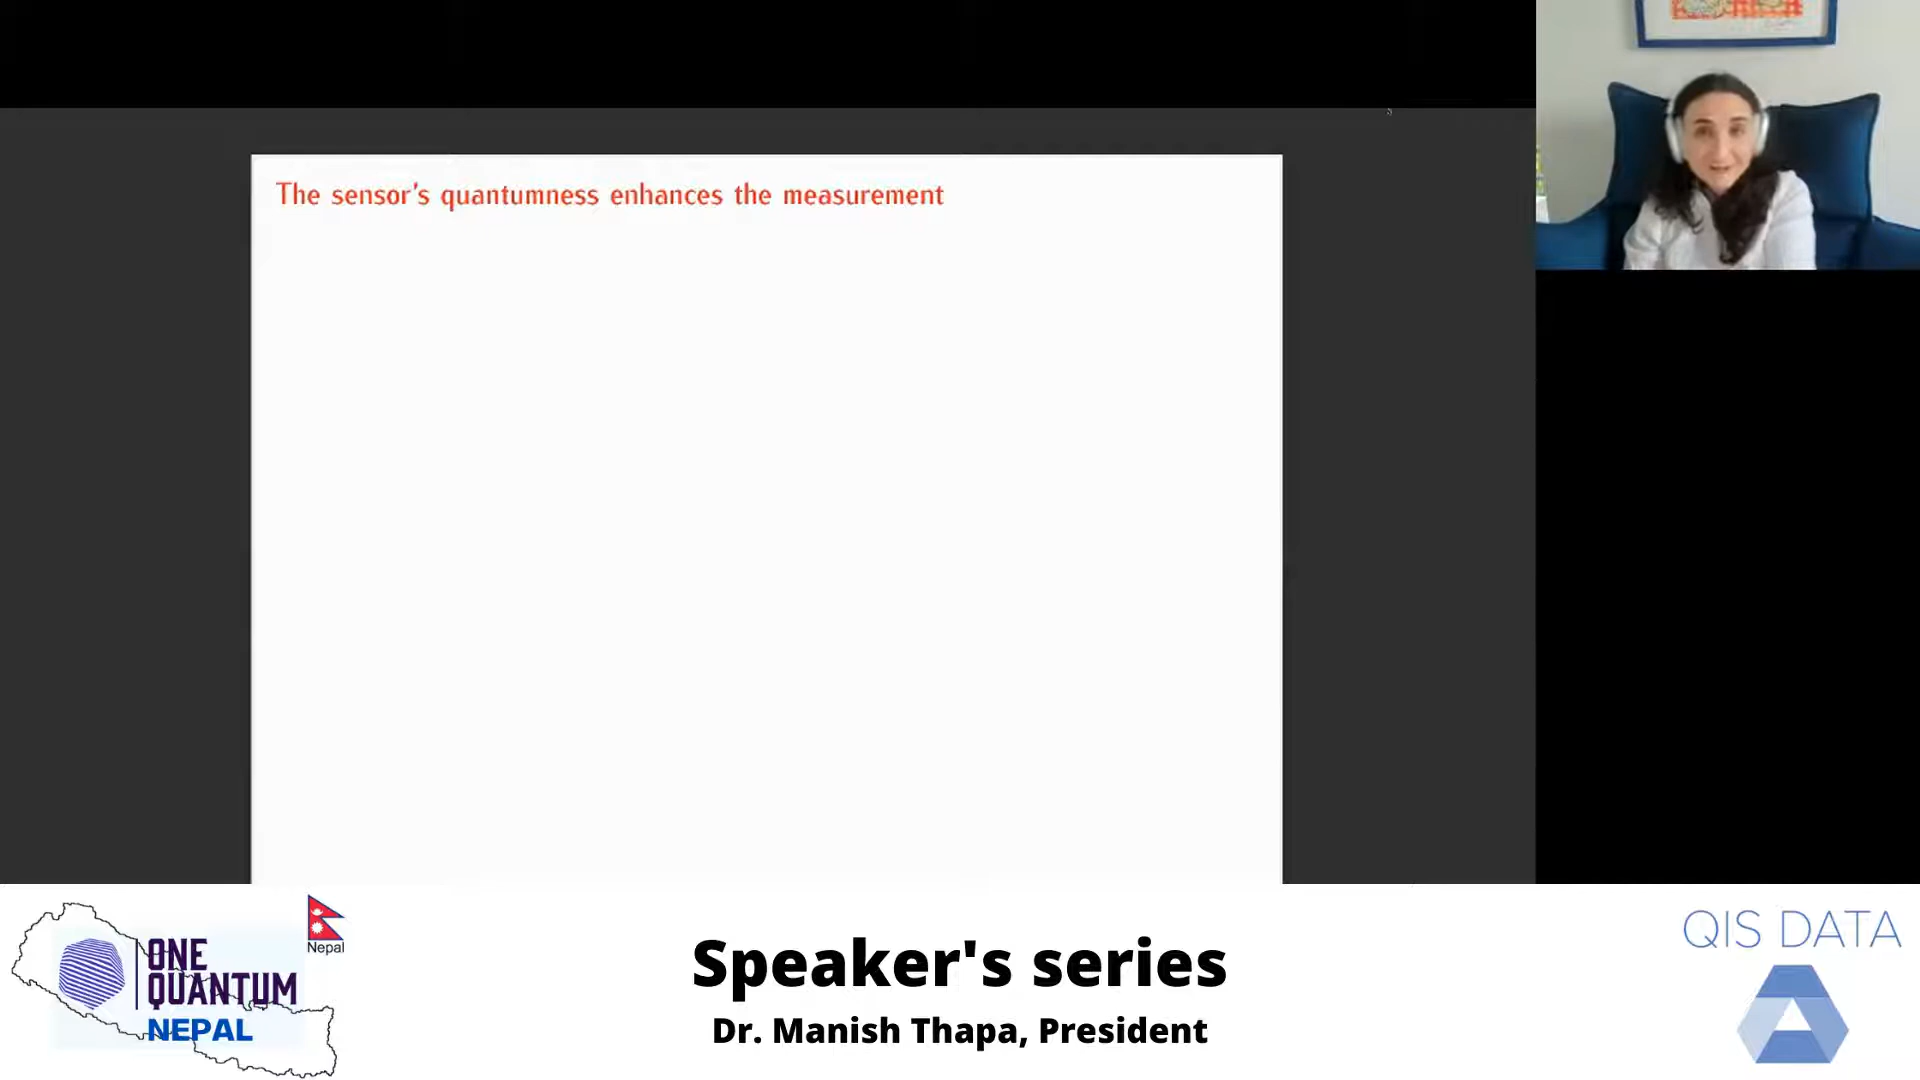 The sensor's quantumness enhances the measurement
Nepal
ONE
QUANTUM
NEPAL
Speaker's series
Dr. Manish Thapa, President
QIS DATA